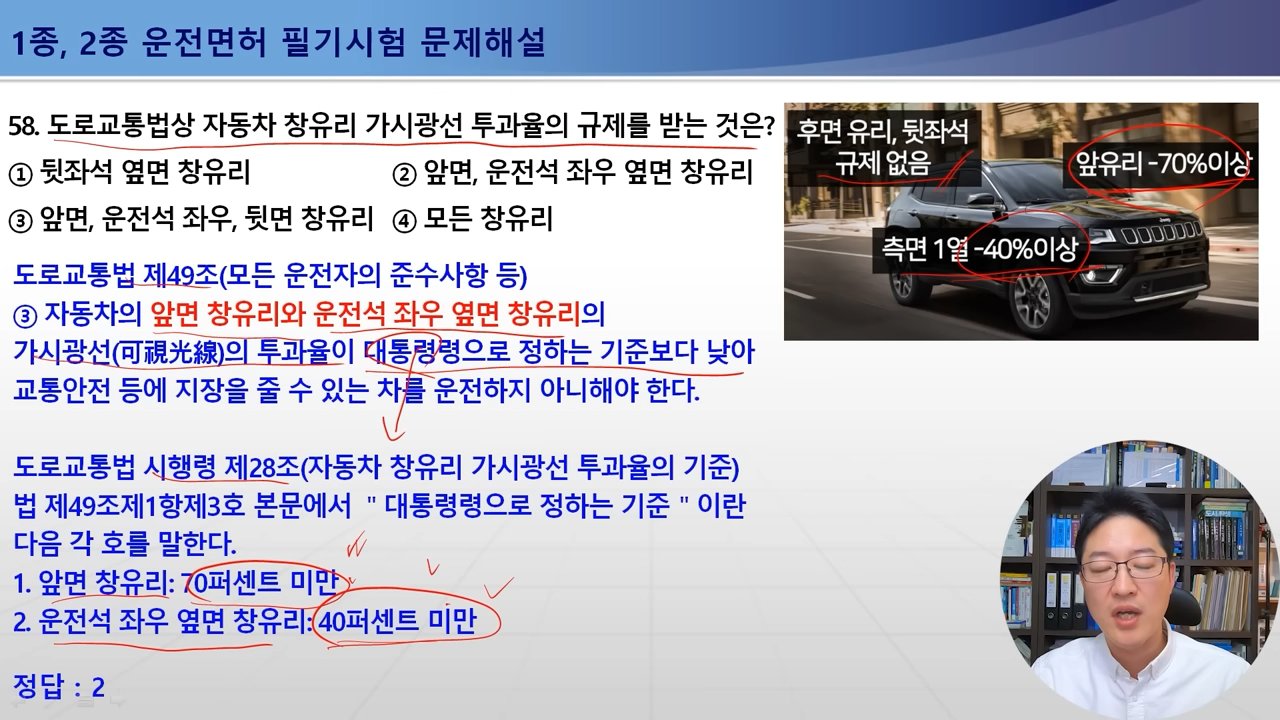 1종, 2종 운전면허 필기시험 문제해설
58. 도로교통법상 자동차 창유리 가시광선 투과율의 규제를 받는 것은?
① 뒷좌석 옆면 창유리 ② 앞면, 운전석 좌우 옆면 창유리
③ 앞면, 운전석 좌우, 뒷면 창유리 ④ 모든 창유리
도로교통법 제49조(모든 운전자의 준수사항 등)
③ 자동차의 앞면 창유리와 운전석 좌우 옆면 창유리의
가시광선(可視光線)의 투과율이 대통령령으로 정하는 기준보다 낮아
교통안전 등에 지장을 줄 수 있는 차를 운전하지 아니해야 한다.
도로교통법 시행령 제28조(자동차 창유리 가시광선 투과율의 기준)
법 제49조제1항제3호 본문에서 "대통령령으로 정하는 기준"이란
다음 각 호를 말한다.
1. 앞면 창유리: 70퍼센트 미만
2. 운전석 좌우 옆면 창유리: 40퍼센트 미만
정답 : 2
후면 유리, 뒷좌석
규제 없음
앞유리 -70%이상
측면 1열 -40%이상
Jeep